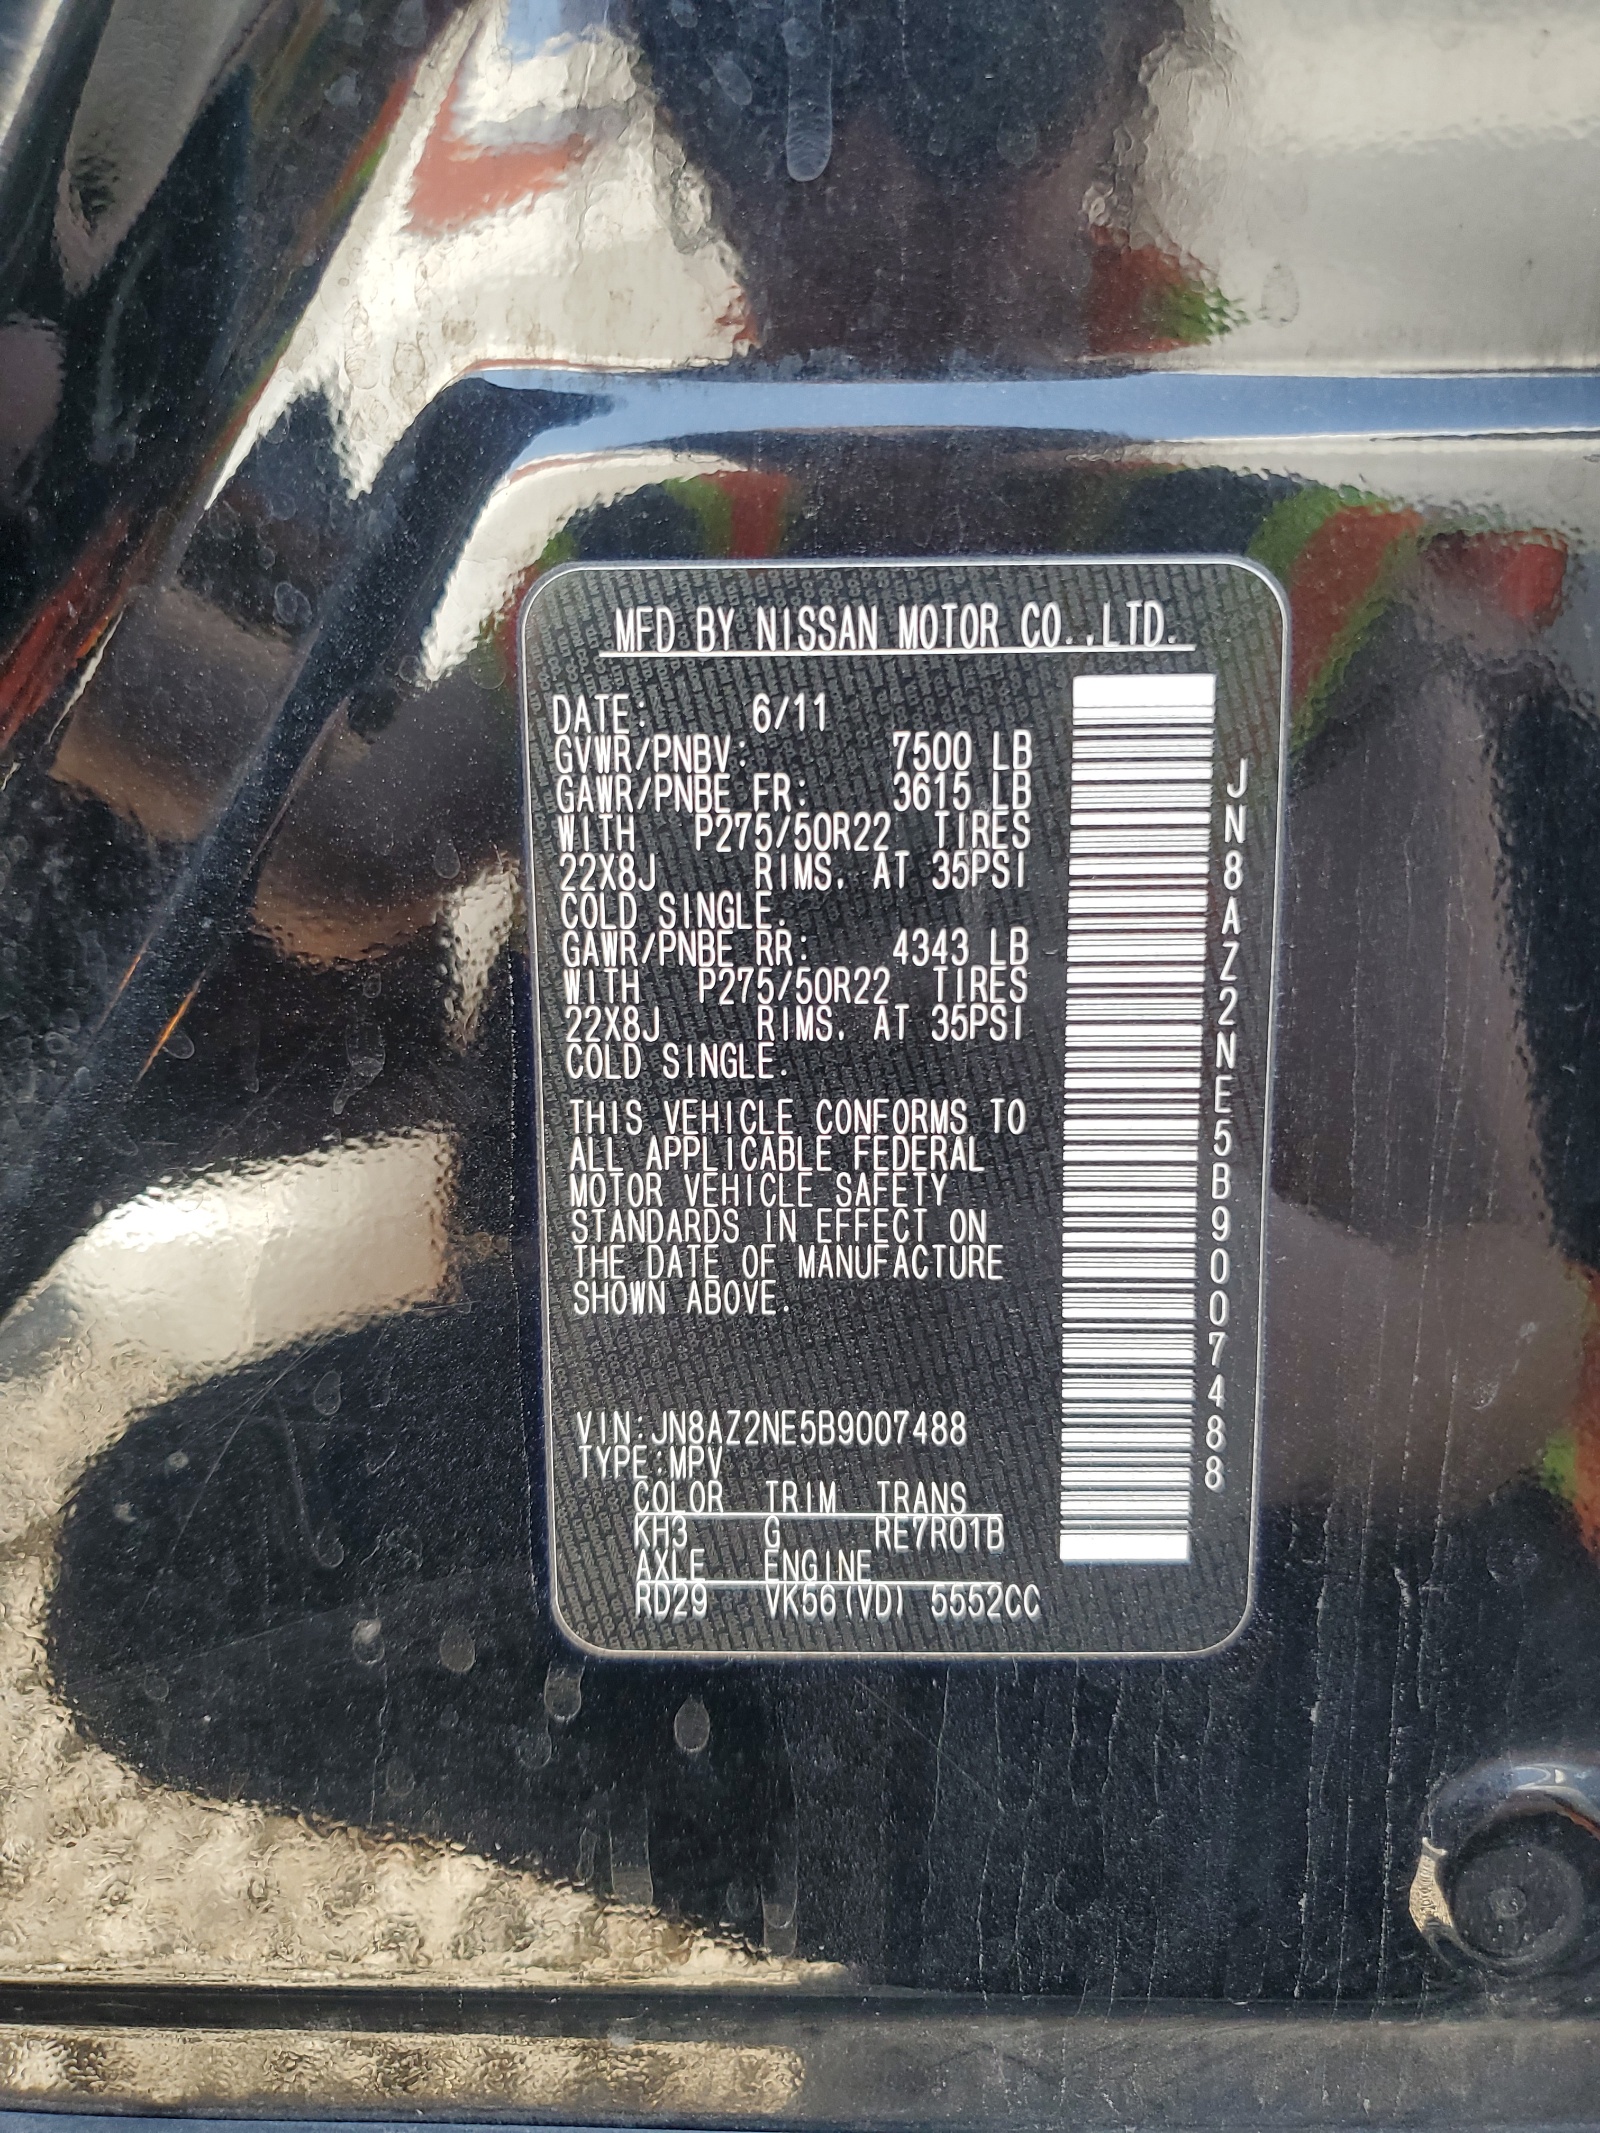 MFD BY NISSAN MOTOR CO.,LTD.
DATE: 6/11
GVWR/PNBV: 7500 LB
GAWR/PNBE FR: 3615 LB
WITH P275/50R22 TIRES
22X8J RIMS. AT 35PSI
COLD SINGLE.
GAWR/PNBE RR: 4343 LB
WITH P275/50R22 TIRES
22X8J RIMS. AT 35PSI
COLD SINGLE.
THIS VEHICLE CONFORMS TO
ALL APPLICABLE FEDERAL
MOTOR VEHICLE SAFETY
STANDARDS IN EFFECT ON
THE DATE OF MANUFACTURE
SHOWN ABOVE.
VIN:JN8AZ2NE5B9007488
TYPE:MPV
COLOR TRIM TRANS
KH3 G RE7R01B
AXLE ENGINE
RD29 VK56(VD) 5552CC
JN8AZ2NE5B9007488